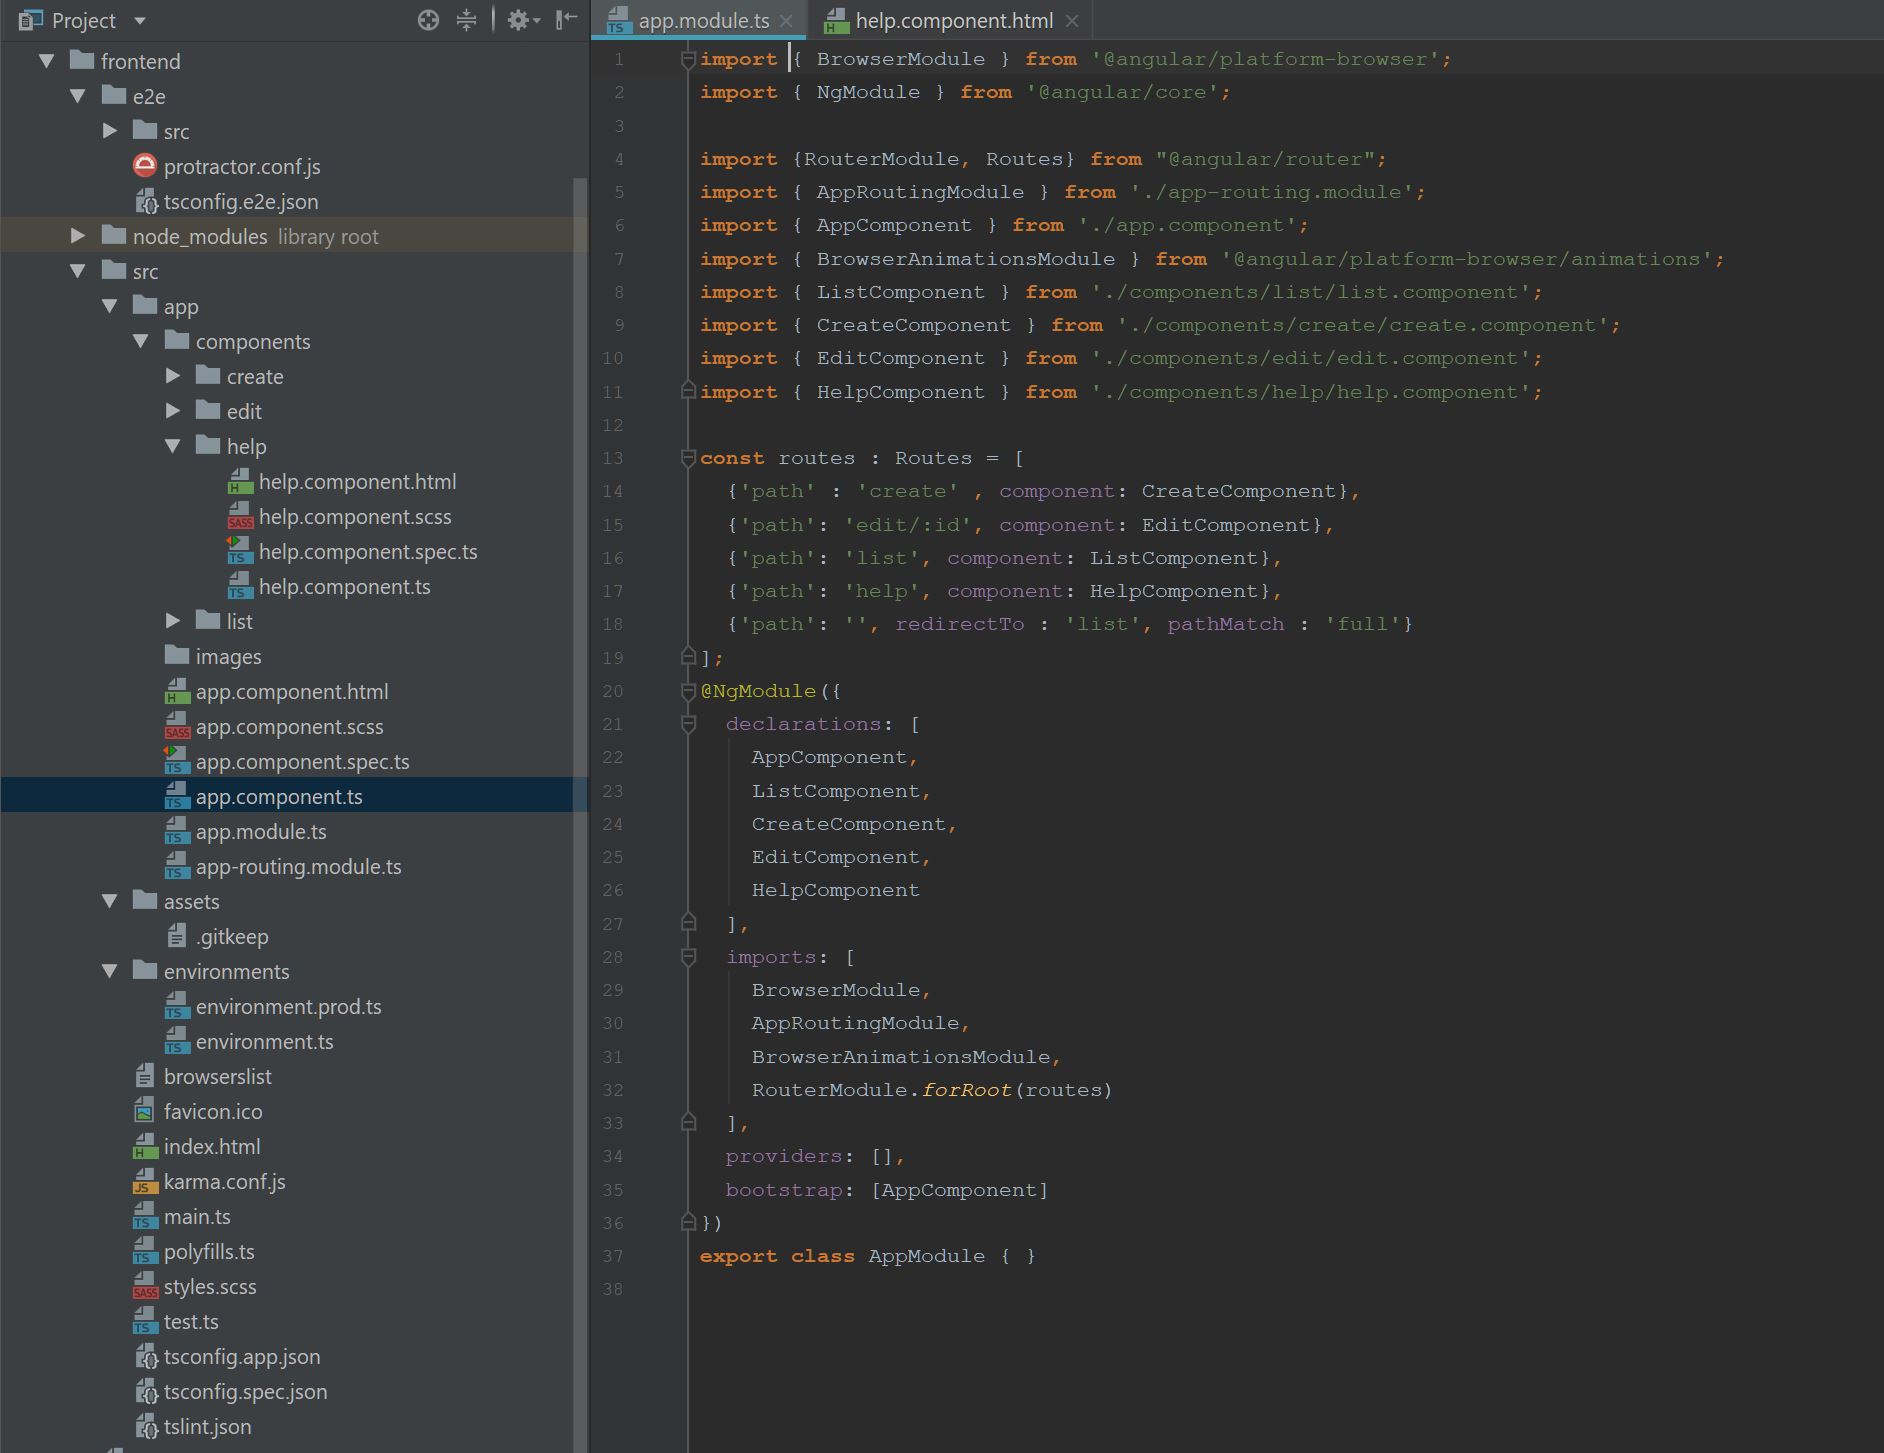 Project
frontend
e2e
src
protractor.conf.js
tsconfig.e2e.json
node_modules library root
src
app
components
create
edit
help
help.component.html
help.component.scss
help.component.spec.ts
help.component.ts
list
images
app.component.html
app.component.scss
app.component.spec.ts
app.component.ts
app.module.ts
app-routing.module.ts
assets
.gitkeep
environments
environment.prod.ts
environment.ts
browserslist
favicon.ico
index.html
karma.conf.js
main.ts
polyfills.ts
styles.scss
test.ts
tsconfig.app.json
tsconfig.spec.json
tslint.json
app.module.ts help.component.html
1 import { BrowserModule } from '@angular/platform-browser';
2 import { NgModule } from '@angular/core';
3
4 import {RouterModule, Routes} from "@angular/router";
5 import { AppRoutingModule } from './app-routing.module';
6 import { AppComponent } from './app.component';
7 import { BrowserAnimationsModule } from '@angular/platform-browser/animations';
8 import { ListComponent } from './components/list/list.component';
9 import { CreateComponent } from './components/create/create.component';
10 import { EditComponent } from './components/edit/edit.component';
11 import { HelpComponent } from './components/help/help.component';
12
13 const routes : Routes = [
14 {'path' : 'create' , component: CreateComponent},
15 {'path': 'edit/:id', component: EditComponent},
16 {'path': 'list', component: ListComponent},
17 {'path': 'help', component: HelpComponent},
18 {'path': '', redirectTo : 'list', pathMatch : 'full'}
19 ];
20 @NgModule({
21 declarations: [
22 AppComponent,
23 ListComponent,
24 CreateComponent,
25 EditComponent,
26 HelpComponent
27 ],
28 imports: [
29 BrowserModule,
30 AppRoutingModule,
31 BrowserAnimationsModule,
32 RouterModule.forRoot(routes)
33 ],
34 providers: [],
35 bootstrap: [AppComponent]
36 })
37 export class AppModule { }
38